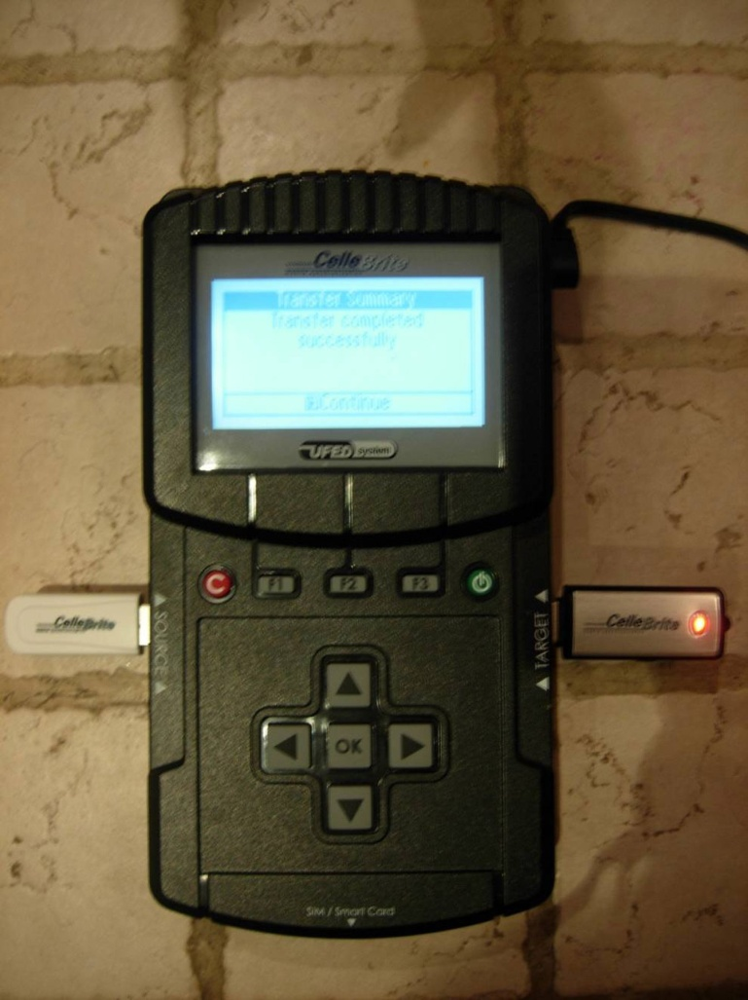 CelleBrite
Transfer Summary
Transfer completed
successfully
Continue
UFED system
C
F1
F2
F3
CelleBrite
SOURCE
TARGET
CelleBrite
OK
SIM / Smart Card